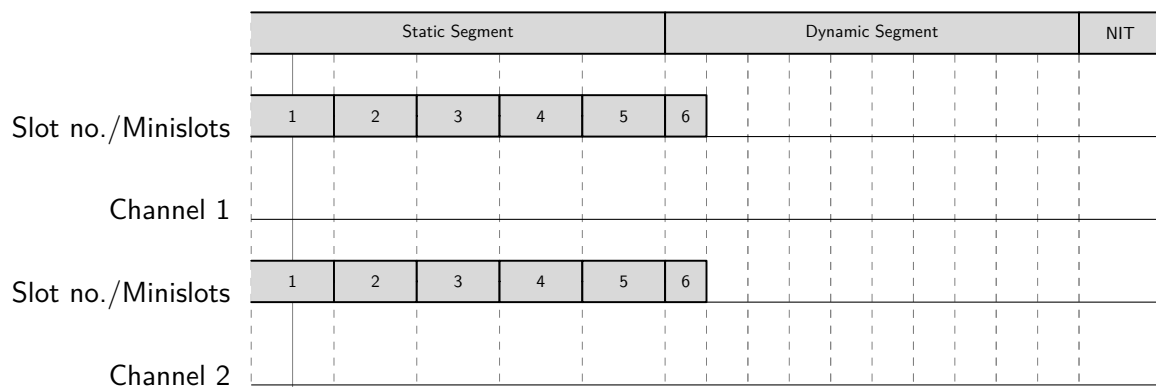 Static Segment Dynamic Segment NIT
Slot no./Minislots 1 2 3 4 5 6
Channel 1
Slot no./Minislots 1 2 3 4 5 6
Channel 2